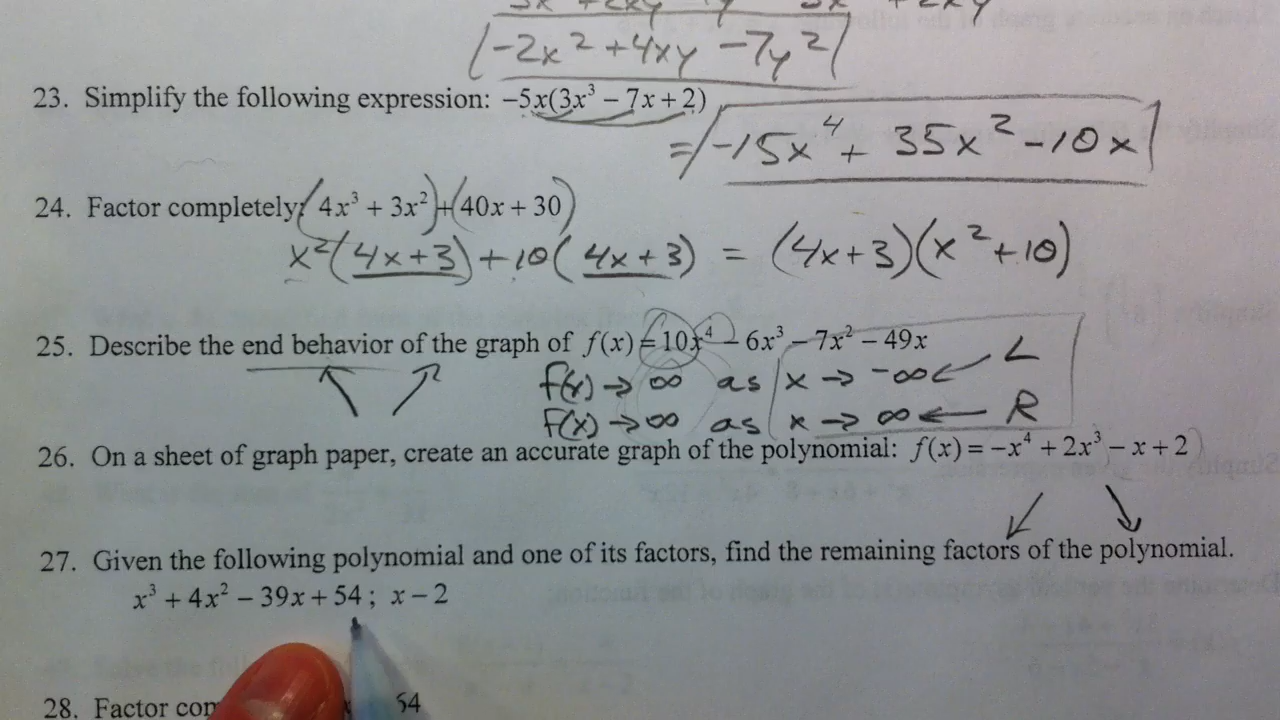 -2x² + 4xy - 7y²
23. Simplify the following expression: −5x(3x³ − 7x + 2)
= -15x⁴ + 35x² - 10x
24. Factor completely: (4x³ + 3x²) + (40x + 30)
x²(4x+3) + 10(4x+3) = (4x+3)(x²+10)
25. Describe the end behavior of the graph of f(x) = 10x⁴ − 6x³ − 7x² − 49x
f(x) → ∞ as x → -∞ ← L
f(x) → ∞ as x → ∞ ← R
26. On a sheet of graph paper, create an accurate graph of the polynomial: f(x) = −x⁴ + 2x³ − x + 2
27. Given the following polynomial and one of its factors, find the remaining factors of the polynomial.
x³ + 4x² − 39x + 54; x − 2
28. Factor 54